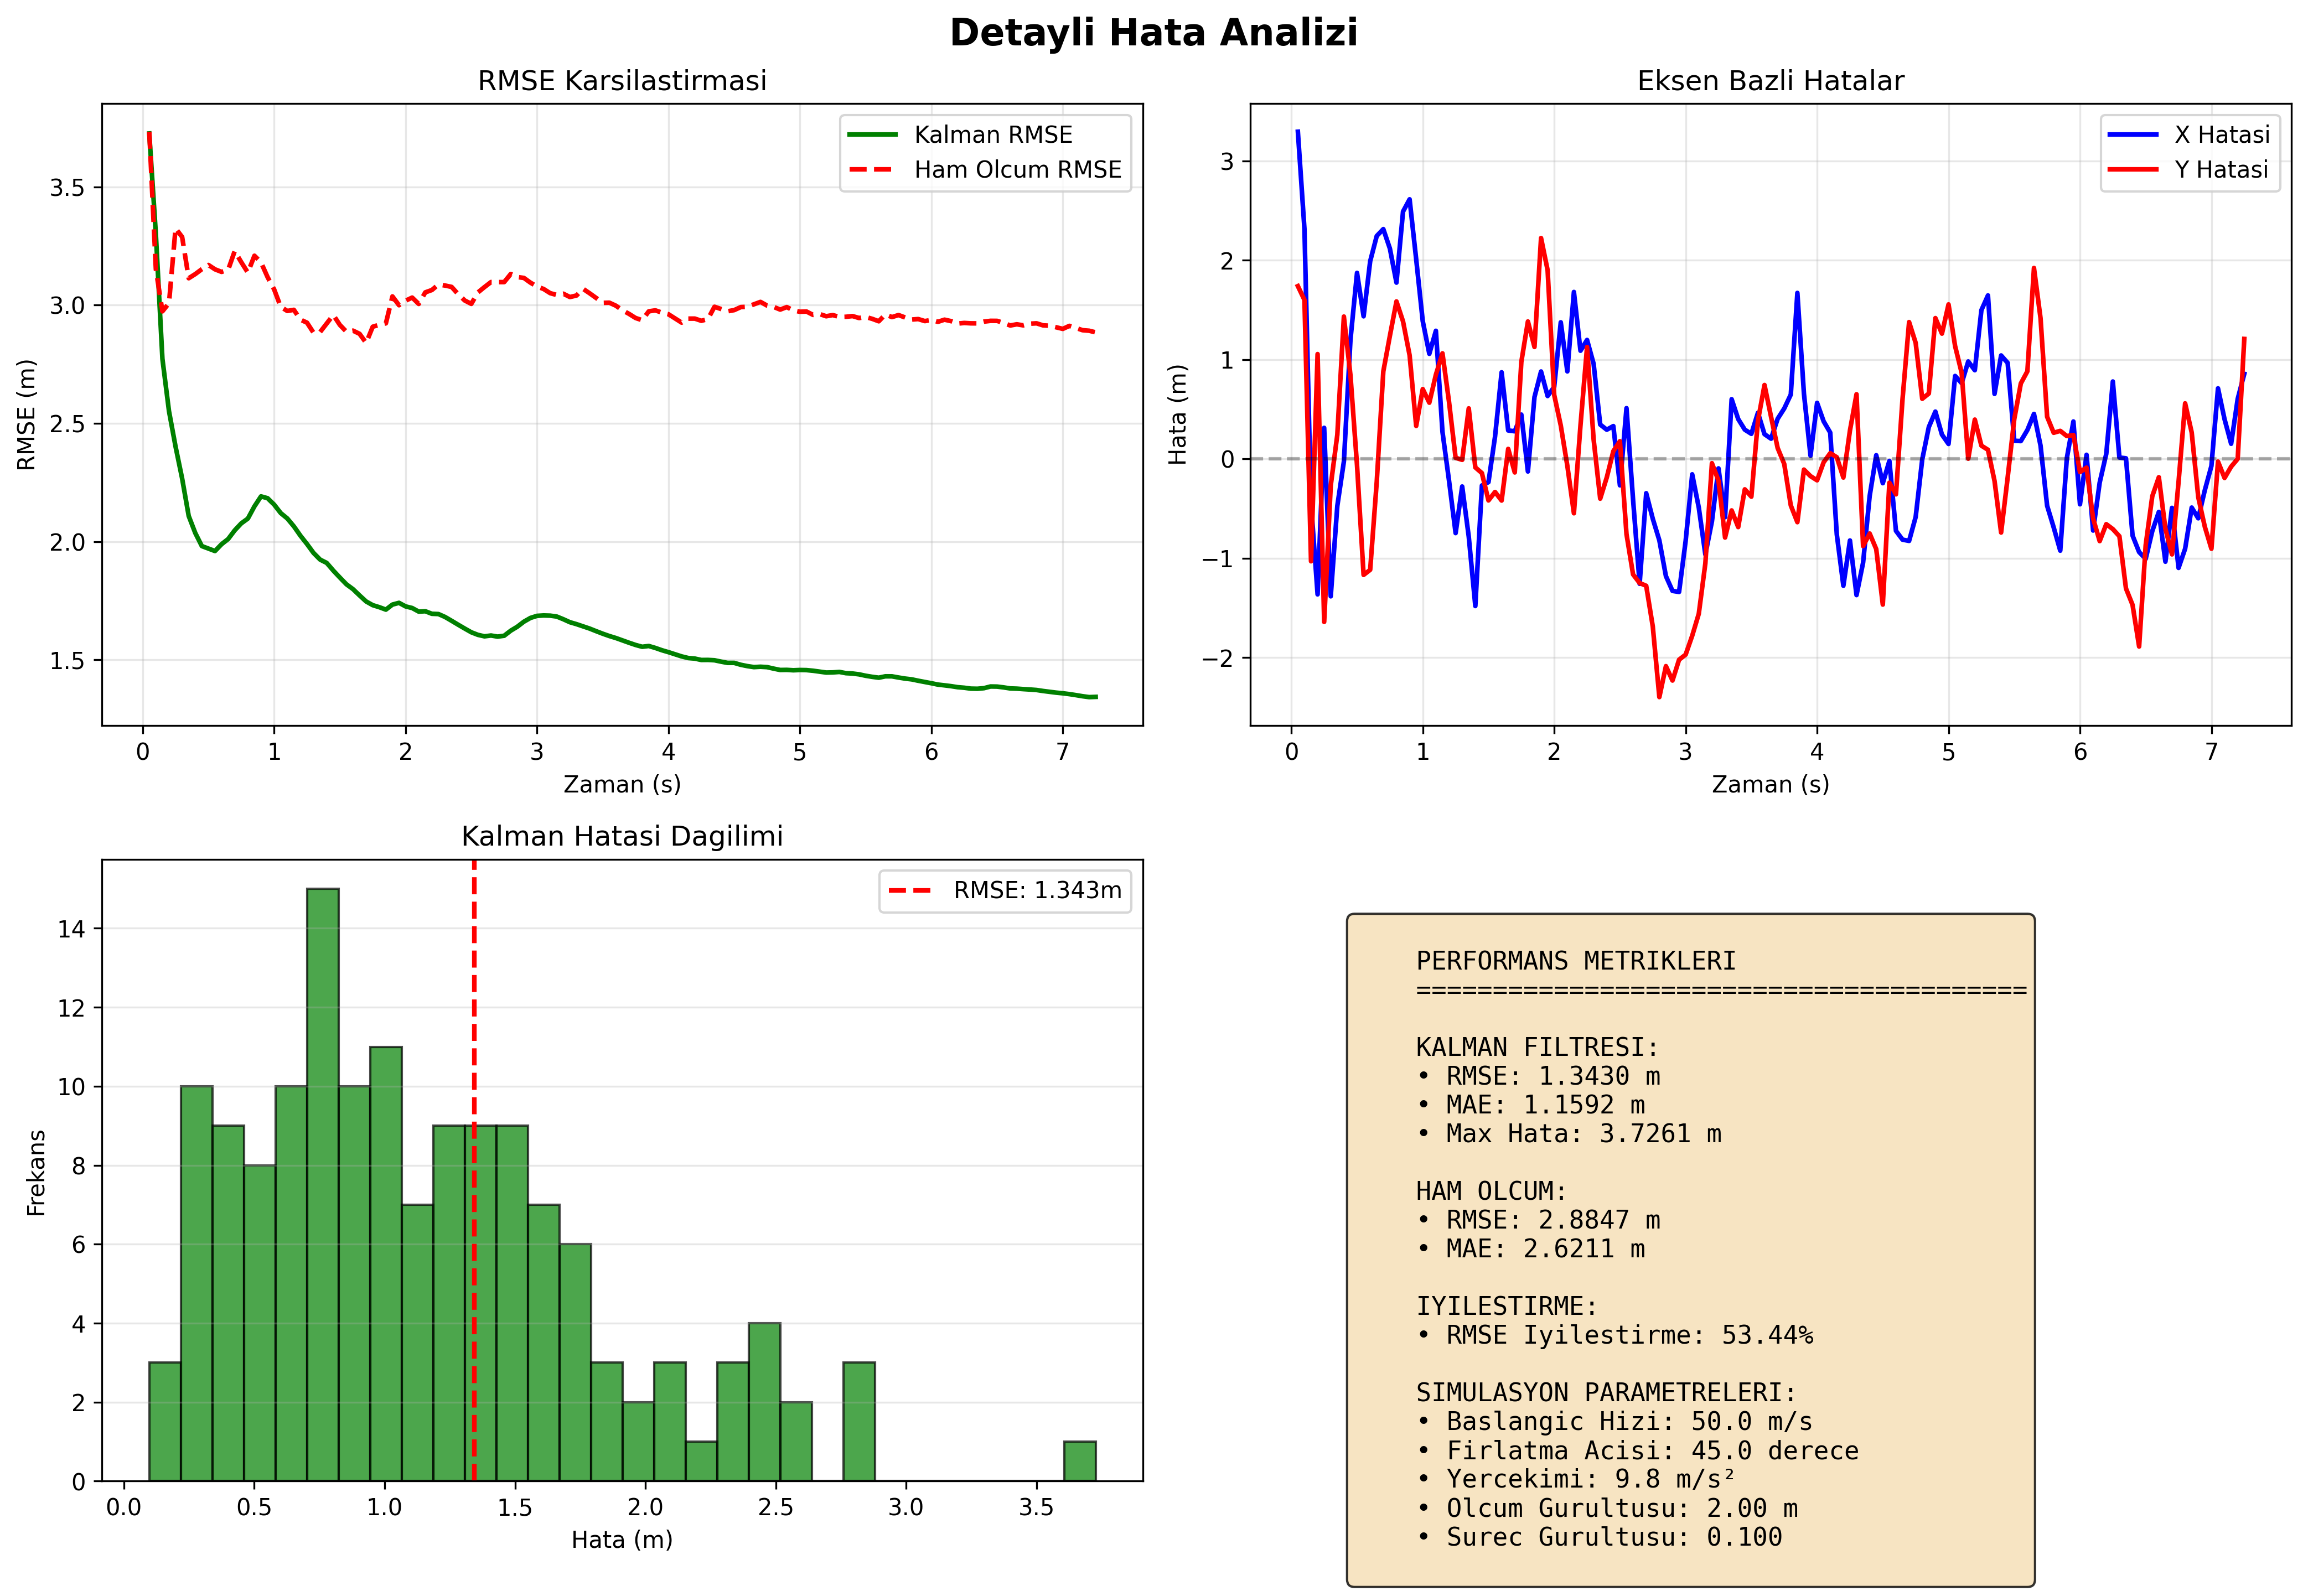 Detayli Hata Analizi
RMSE Karsilastirmasi
Kalman RMSE
Ham Olcum RMSE
3.5
3.0
2.5
2.0
1.5
RMSE (m)
0 1 2 3 4 5 6 7
Zaman (s)
Eksen Bazli Hatalar
X Hatasi
Y Hatasi
3
2
1
0
−1
−2
Hata (m)
0 1 2 3 4 5 6 7
Zaman (s)
Kalman Hatasi Dagilimi
RMSE: 1.343m
14
12
10
8
6
4
2
0
Frekans
0.0 0.5 1.0 1.5 2.0 2.5 3.0 3.5
Hata (m)
PERFORMANS METRIKLERI
========================================
KALMAN FILTRESI:
• RMSE: 1.3430 m
• MAE: 1.1592 m
• Max Hata: 3.7261 m
HAM OLCUM:
• RMSE: 2.8847 m
• MAE: 2.6211 m
IYILESTIRME:
• RMSE Iyilestirme: 53.44%
SIMULASYON PARAMETRELERI:
• Baslangic Hizi: 50.0 m/s
• Firlatma Acisi: 45.0 derece
• Yercekimi: 9.8 m/s²
• Olcum Gurultusu: 2.00 m
• Surec Gurultusu: 0.100